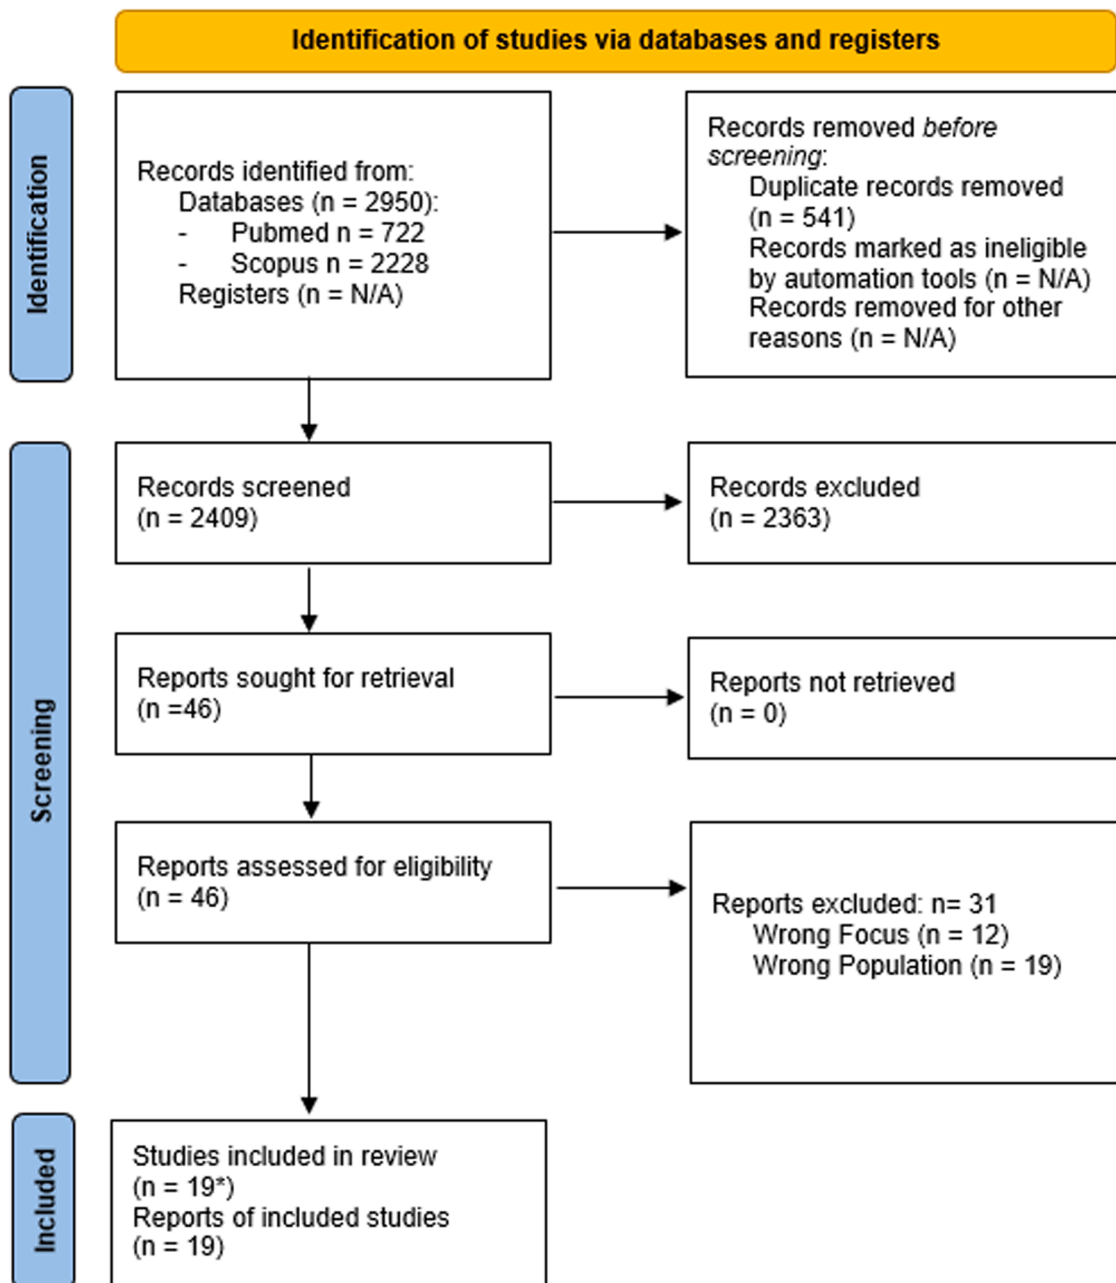 Identification of studies via databases and registers
Identification
Records identified from:
Databases (n = 2950):
- Pubmed n = 722
- Scopus n = 2228
Registers (n = N/A)
Records removed before
screening:
Duplicate records removed
(n = 541)
Records marked as ineligible
by automation tools (n = N/A)
Records removed for other
reasons (n = N/A)
Screening
Records screened
(n = 2409)
Records excluded
(n = 2363)
Reports sought for retrieval
(n =46)
Reports not retrieved
(n = 0)
Reports assessed for eligibility
(n = 46)
Reports excluded: n= 31
Wrong Focus (n = 12)
Wrong Population (n = 19)
Included
Studies included in review
(n = 19*)
Reports of included studies
(n = 19)